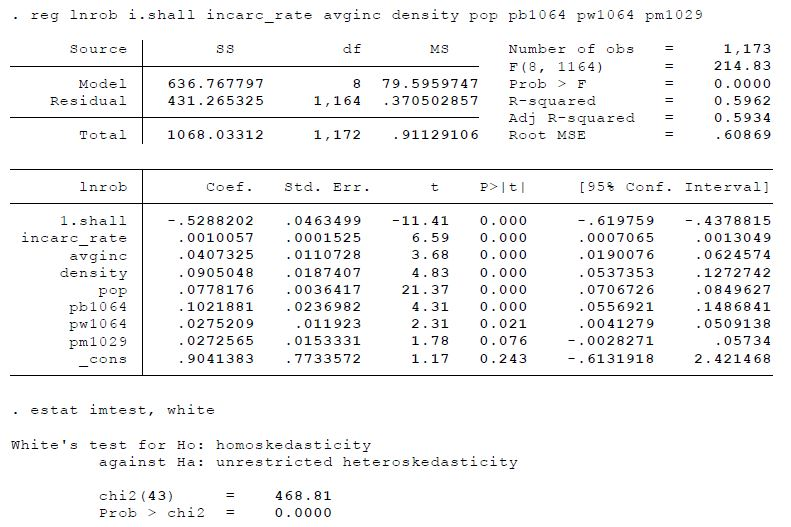 . reg lnrob i.shall incarc_rate avginc density pop pb1064 pw1064 pm1029
Source | SS df MS Number of obs = 1,173
F(8, 1164) = 214.83
Model | 636.767797 8 79.5959747 Prob > F = 0.0000
Residual | 431.265325 1,164 .370502857 R-squared = 0.5962
Adj R-squared = 0.5934
Total | 1068.03312 1,172 .91129106 Root MSE = .60869
lnrob | Coef. Std. Err. t P>|t| [95% Conf. Interval]
1.shall | -.5288202 .0463499 -11.41 0.000 -.619759 -.4378815
incarc_rate | .0010057 .0001525 6.59 0.000 .0007065 .0013049
avginc | .0407325 .0110728 3.68 0.000 .0190076 .0624574
density | .0905048 .0187407 4.83 0.000 .0537353 .1272742
pop | .0778176 .0036417 21.37 0.000 .0706726 .0849627
pb1064 | .1021881 .0236982 4.31 0.000 .0556921 .1486841
pw1064 | .0275209 .011923 2.31 0.021 .0041279 .0509138
pm1029 | .0272565 .0153331 1.78 0.076 -.0028271 .05734
_cons | .9041383 .7733572 1.17 0.243 -.6131918 2.421468
. estat imtest, white
White's test for Ho: homoskedasticity
against Ha: unrestricted heteroskedasticity
chi2(43) = 468.81
Prob > chi2 = 0.0000